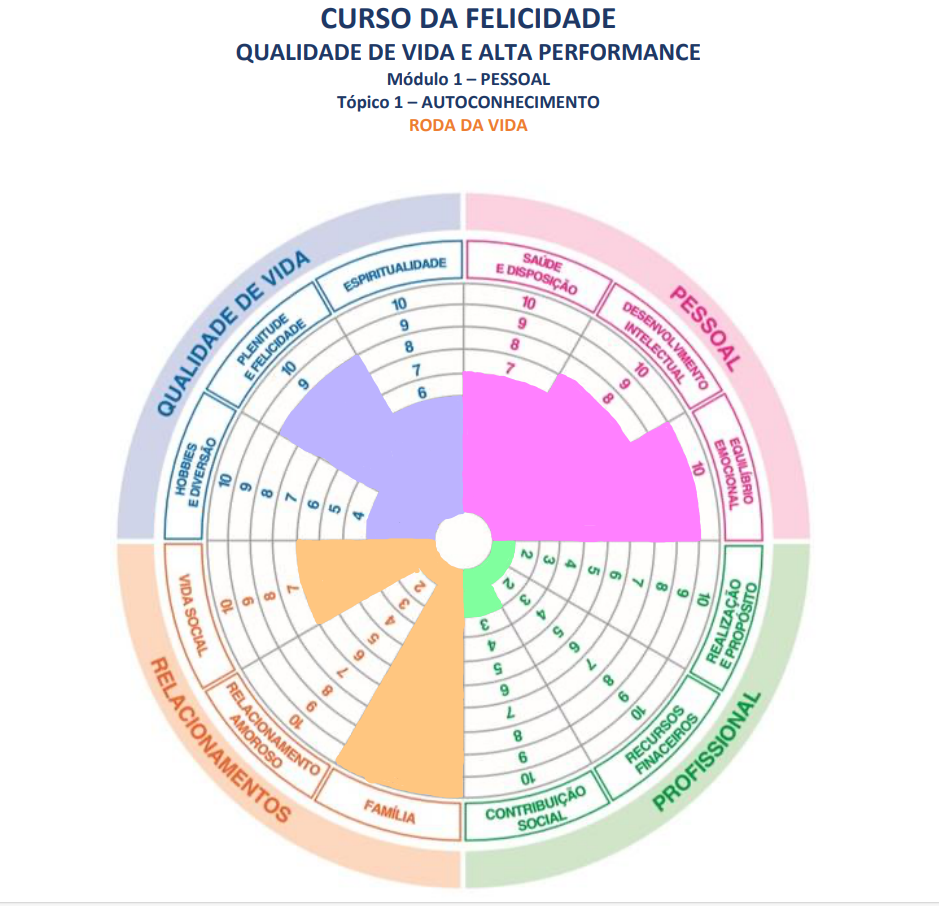 CURSO DA FELICIDADE
QUALIDADE DE VIDA E ALTA PERFORMANCE
Módulo 1 – PESSOAL
Tópico 1 – AUTOCONHECIMENTO
RODA DA VIDA
QUALIDADE DE VIDA
PESSOAL
ESPIRITUALIDADE
10
9
8
7
6
SAÚDE
E DISPOSIÇÃO
10
9
8
7
DESENVOLVIMENTO
INTELECTUAL
10
9
8
EQUILÍBRIO
EMOCIONAL
10
PLENITUDE
E FELICIDADE
10
9
HOBBIES
E DIVERSÃO
10
9
8
7
6
5
4
REALIZAÇÃO
E PROPÓSITO
2
3
4
5
6
7
8
9
10
RECURSOS
FINACEIROS
2
3
4
5
6
7
8
9
10
CONTRIBUIÇÃO
SOCIAL
3
4
5
6
7
8
9
10
PROFISSIONAL
VIDA SOCIAL
10
9
8
7
RELACIONAMENTO
AMOROSO
2
3
4
5
6
7
8
9
10
FAMÍLIA
RELACIONAMENTOS